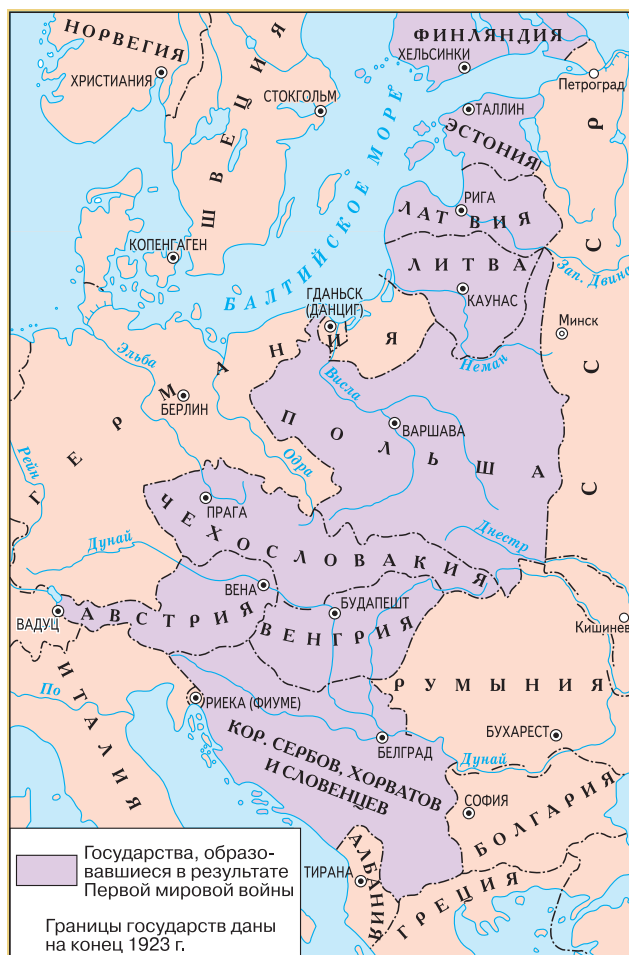 НОРВЕГИЯ
ХРИСТИАНИЯ
ШВЕЦИЯ
СТОКГОЛЬМ
ФИНЛЯНДИЯ
ХЕЛЬСИНКИ
Петроград
ТАЛЛИН
ЭСТОНИЯ
РССР
БАЛТИЙСКОЕ МОРЕ
РИГА
ЛАТВИЯ
Зап. Двина
КОПЕНГАГЕН
ЛИТВА
КАУНАС
ГДАНЬСК
(ДАНЦИГ)
Минск
Неман
ГЕРМАНИЯ
Эльба
БЕРЛИН
Висла
ПОЛЬША
ВАРШАВА
Одра
Рейн
ПРАГА
ЧЕХОСЛОВАКИЯ
Дунай
Днестр
ВЕНА
БУДАПЕШТ
ВАДУЦ
АВСТРИЯ
ВЕНГРИЯ
Кишинев
ИТАЛИЯ
По
РИЕКА (ФИУМЕ)
РУМЫНИЯ
БУХАРЕСТ
БЕЛГРАД
Дунай
КОР. СЕРБОВ, ХОРВАТОВ
И СЛОВЕНЦЕВ
СОФИЯ
БОЛГАРИЯ
ТИРАНА
АЛБАНИЯ
ГРЕЦИЯ
Государства, образо-
вавшиеся в результате
Первой мировой войны
Границы государств даны
на конец 1923 г.